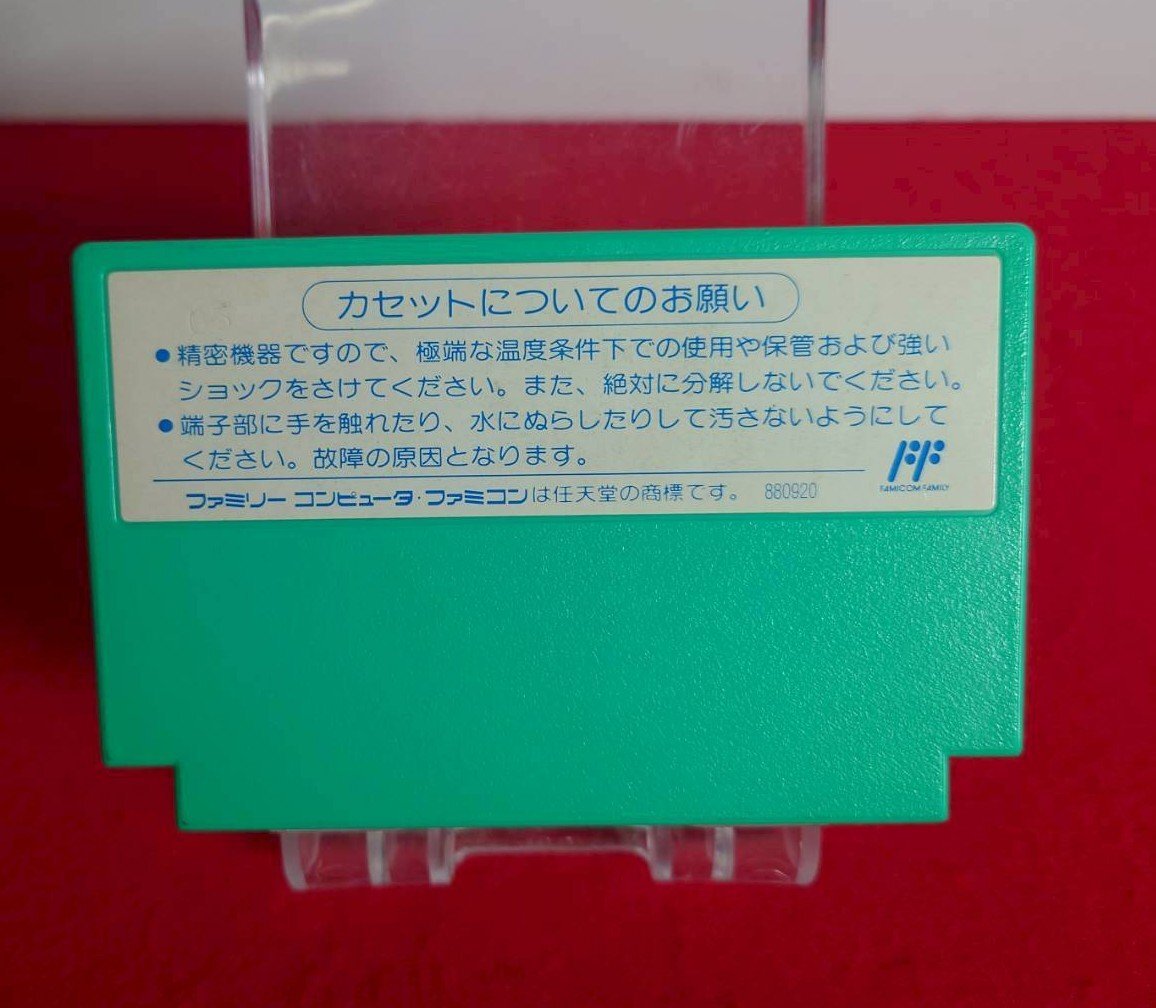 カセットについてのお願い
●精密機器ですので、極端な温度条件下での使用や保管および強い
ショックをさけてください。また、絶対に分解しないでください。
●端子部に手を触れたり、水にぬらしたりして汚さないようにして
ください。故障の原因となります。
FAMICOM FAMILY
ファミリーコンピュータ・ファミコンは任天堂の商標です。 880920